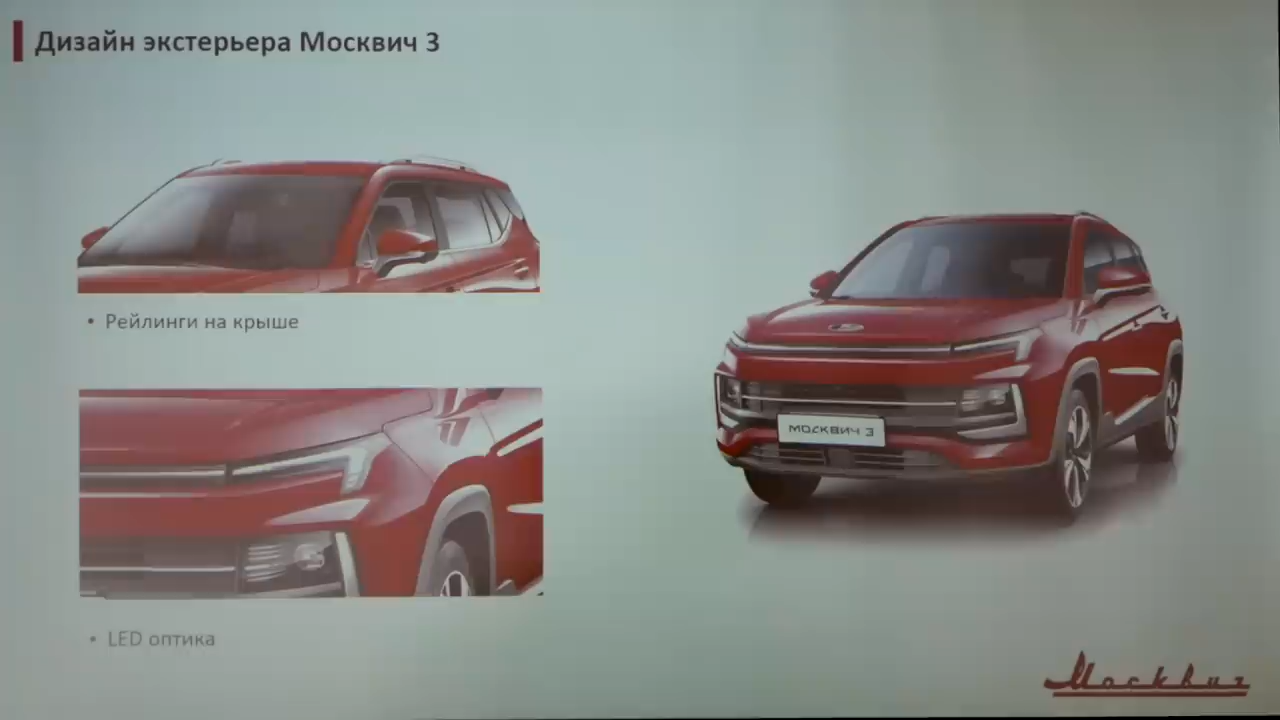 Дизайн экстерьера Москвич 3
• Рейлинги на крыше
МОСКВИЧ 3
• LED оптика
Москвич